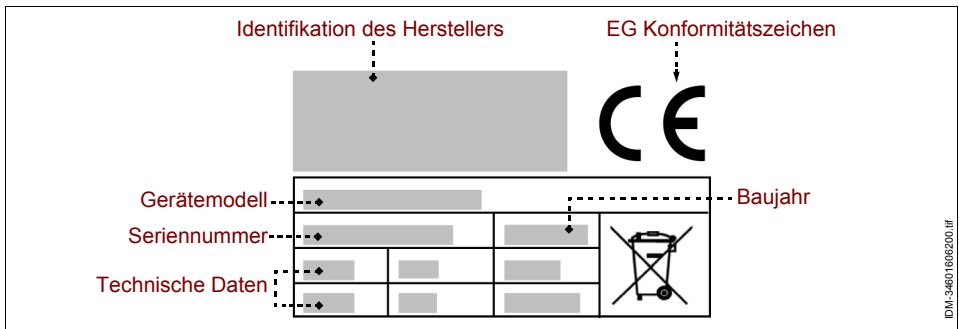 Identifikation des Herstellers
EG Konformitätszeichen
CE
Gerätemodell
Baujahr
Seriennummer
Technische Daten
IDM-34601606200.tif